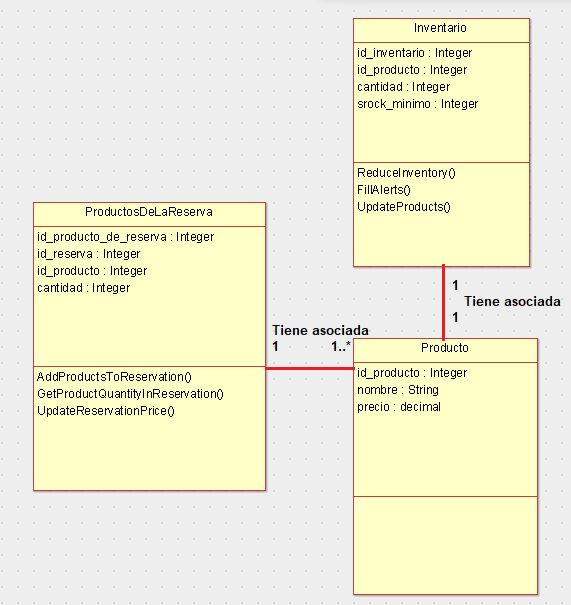 Inventario
id_inventario : Integer
id_producto : Integer
cantidad : Integer
srock_minimo : Integer
ReduceInventory()
FillAlerts()
UpdateProducts()
ProductosDeLaReserva
id_producto_de_reserva : Integer
id_reserva : Integer
id_producto : Integer
cantidad : Integer
AddProductsToReservation()
GetProductQuantityInReservation()
UpdateReservationPrice()
1
Tiene asociada
1
Tiene asociada
1 1..*
Producto
id_producto : Integer
nombre : String
precio : decimal